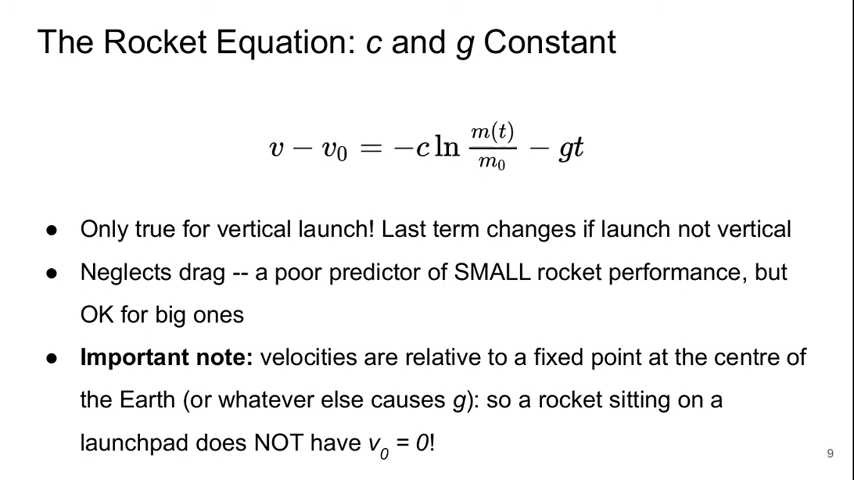 The Rocket Equation: c and g Constant
v − v₀ = −c ln m(t)/m₀ − gt
● Only true for vertical launch! Last term changes if launch not vertical
● Neglects drag -- a poor predictor of SMALL rocket performance, but
OK for big ones
● Important note: velocities are relative to a fixed point at the centre of
the Earth (or whatever else causes g): so a rocket sitting on a
launchpad does NOT have v₀ = 0!
9